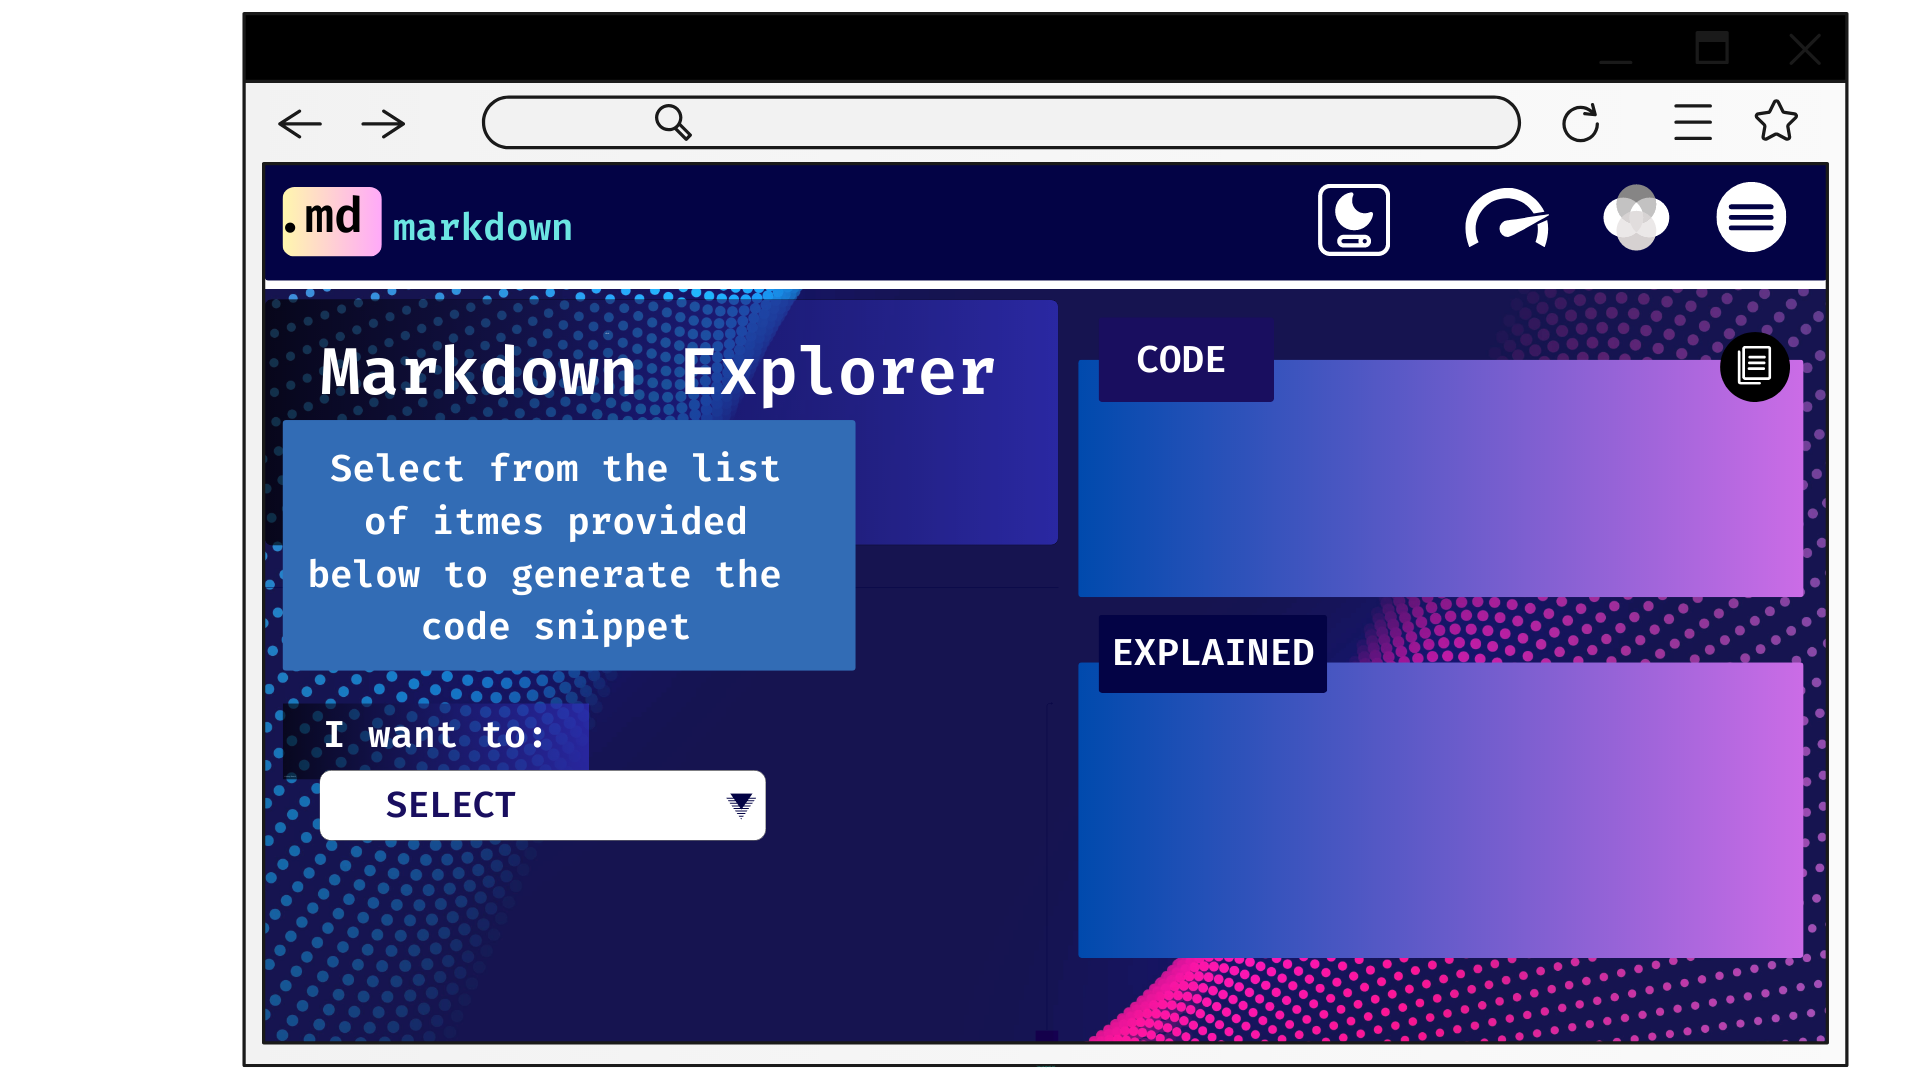 .md markdown
Markdown Explorer
Select from the list
of itmes provided
below to generate the
code snippet
I want to:
SELECT
CODE
EXPLAINED